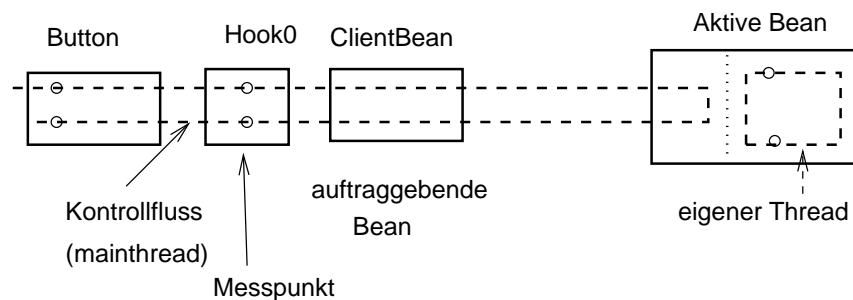 Button
Hook0
ClientBean
Aktive Bean
auftraggebende
Bean
Kontrollfluss
(mainthread)
eigener Thread
Messpunkt